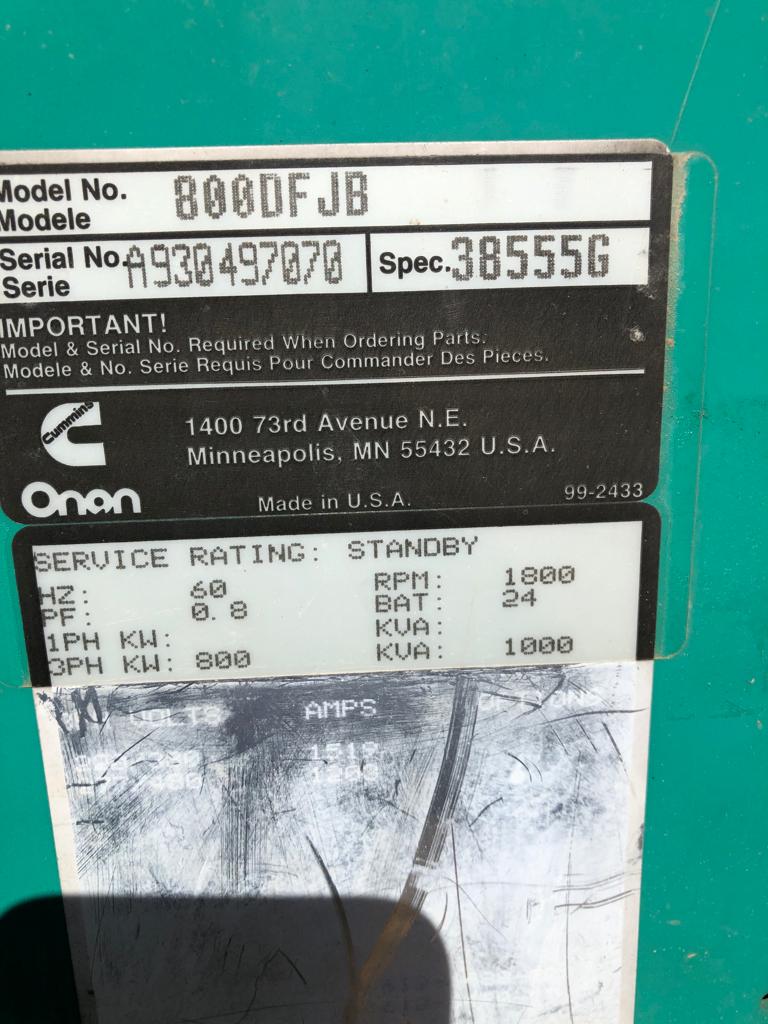 Model No. 800DFJB
Modele
Serial No. A930497070 Spec. 38555G
Serie
IMPORTANT!
Model & Serial No. Required When Ordering Parts.
Modele & No. Serie Requis Pour Commander Des Pieces.
Cummins
1400 73rd Avenue N.E.
Minneapolis, MN 55432 U.S.A.
Onan
Made in U.S.A.
99-2433
SERVICE RATING: STANDBY
HZ: 60 RPM: 1800
PF: 0.8 BAT: 24
1PH KW: KVA:
3PH KW: 800 KVA: 1000
VOLTS AMPS OPTIONS